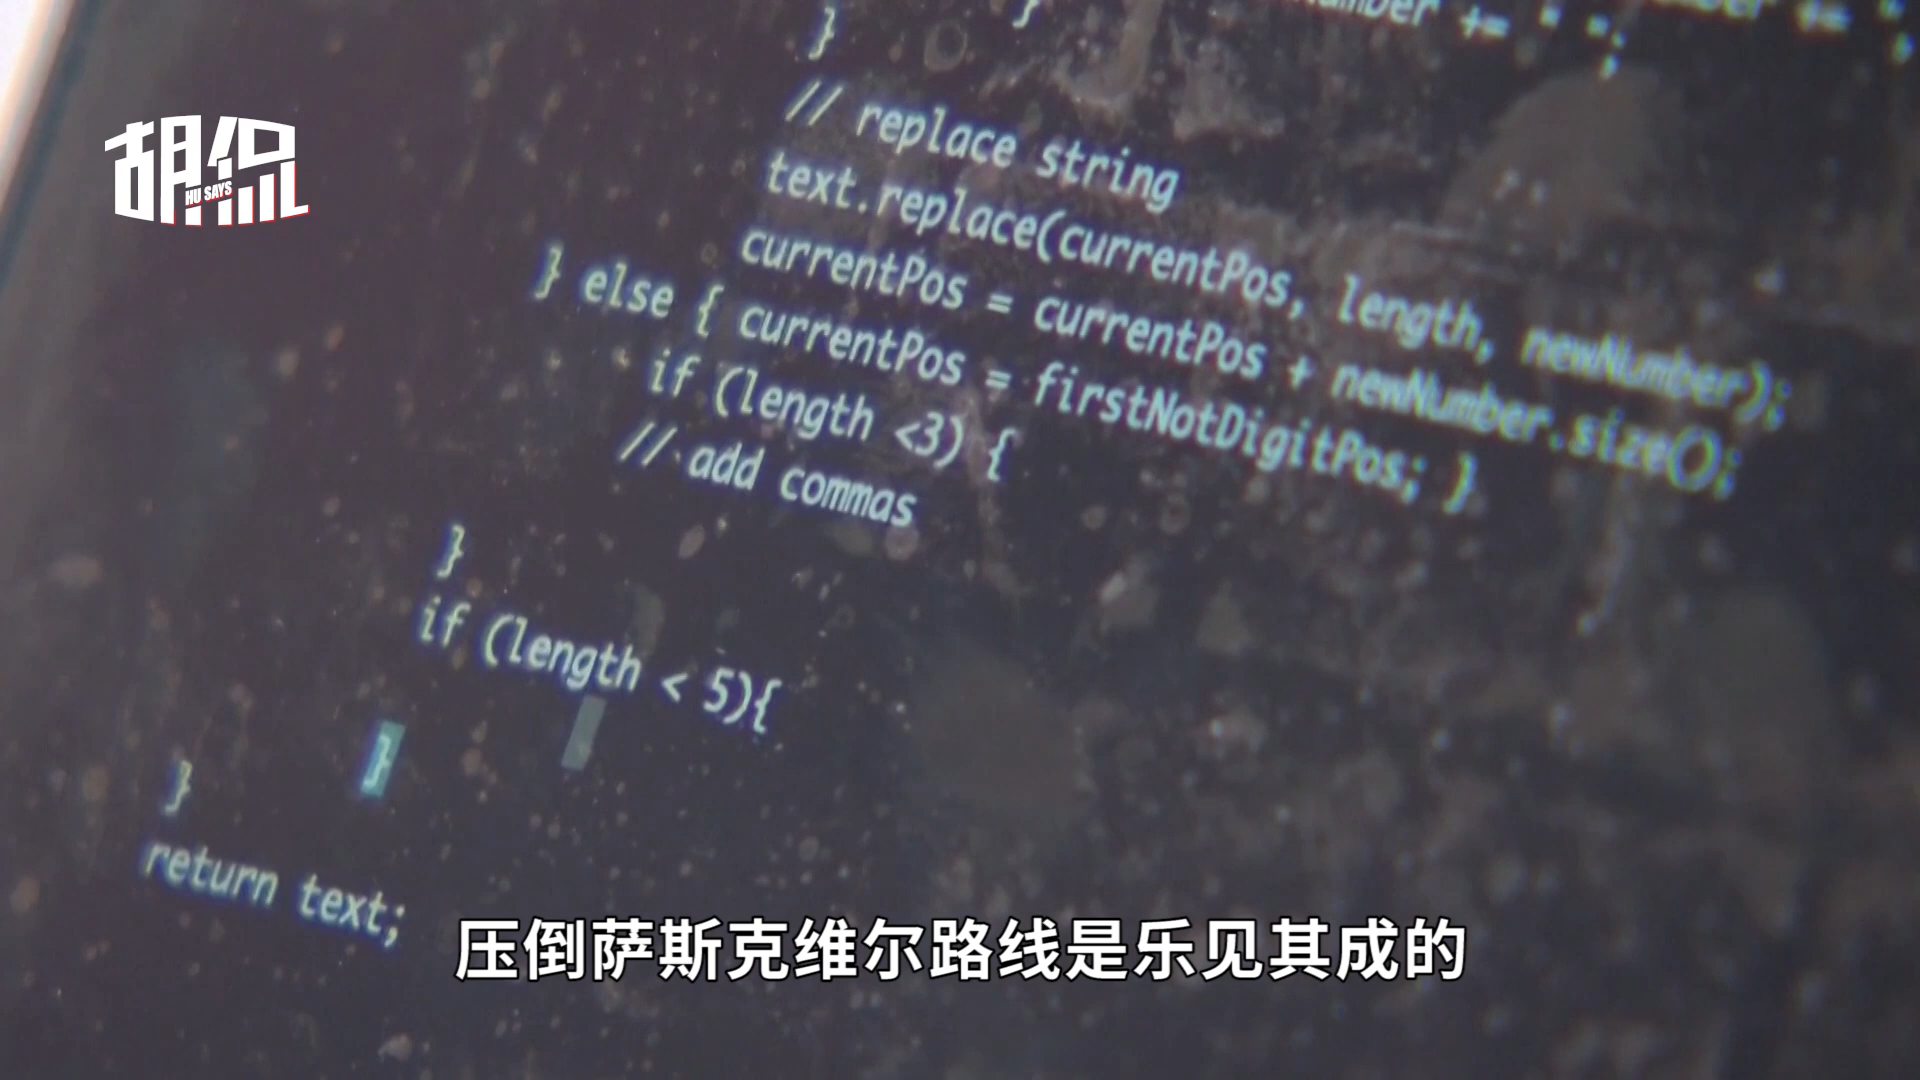 umber += " ";
er += "
}
}
胡侃
HU SAYS
// replace string
text.replace(currentPos, length, newNumber);
currentPos = currentPos + newNumber.size();
} else { currentPos = firstNotDigitPos; }
if (length <3) {
// add commas
}
if (length < 5){
}
}
return text;
压倒萨斯克维尔路线是乐见其成的